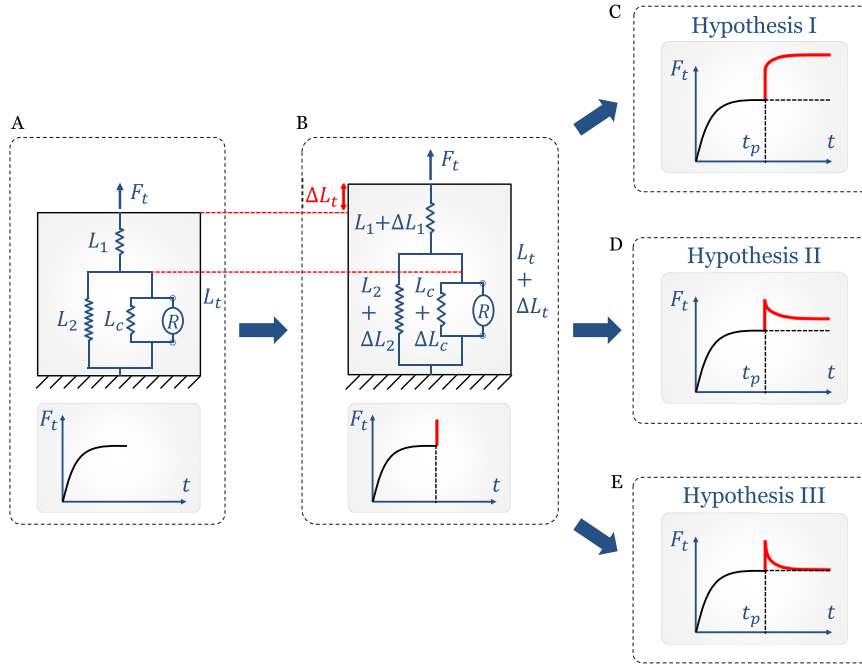 A
F_t
L_1
L_2
L_c
R
L_t
F_t
t
B
ΔL_t
F_t
L_1+ΔL_1
L_2
+
ΔL_2
L_c
+
ΔL_c
R
L_t
+
ΔL_t
F_t
t
C
Hypothesis I
F_t
t_p
t
D
Hypothesis II
F_t
t_p
t
E
Hypothesis III
F_t
t_p
t